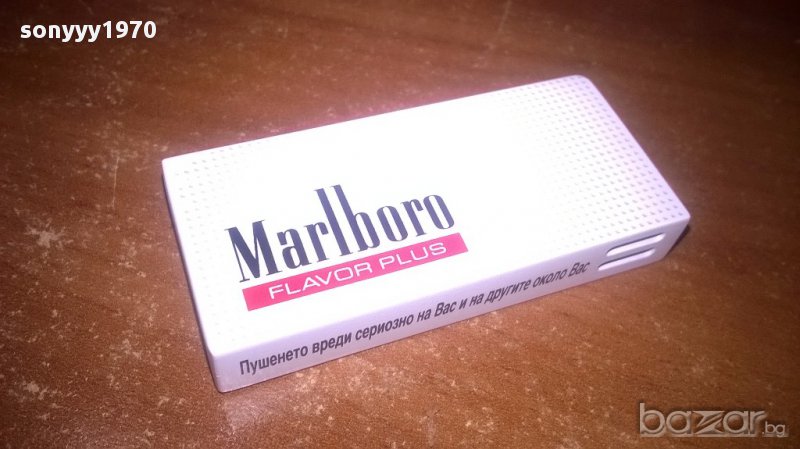 sonyyy1970
Marlboro
FLAVOR PLUS
Пушенето вреди сериозно на Вас и на другите около Вас
bazar.bg